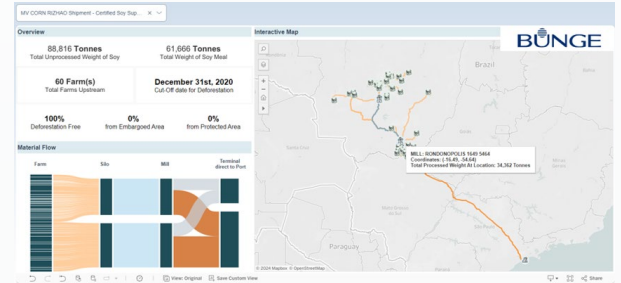 MV CORN RIZHAO Shipment - Certified Soy Sup...
Overview
88,816 Tonnes
Total Unprocessed Weight of Soy
61,666 Tonnes
Total Weight of Soy Meal
60 Farm(s)
Total Farms Upstream
December 31st, 2020
Cut-Off date for Deforestation
100%
Deforestation Free
0%
from Embargoed Area
0%
from Protected Area
Material Flow
Farm
Silo
Mill
Terminal
direct to Port
Interactive Map
BUNGE
Brazil
MILL: RONDONOPOLIS 1649 5464
Coordinates: (-16.49, -54.64)
Total Processed Weight At Location: 34,362 Tonnes
Paraguay
© 2024 Mapbox © OpenStreetMap
View: Original
Save Custom View
Share